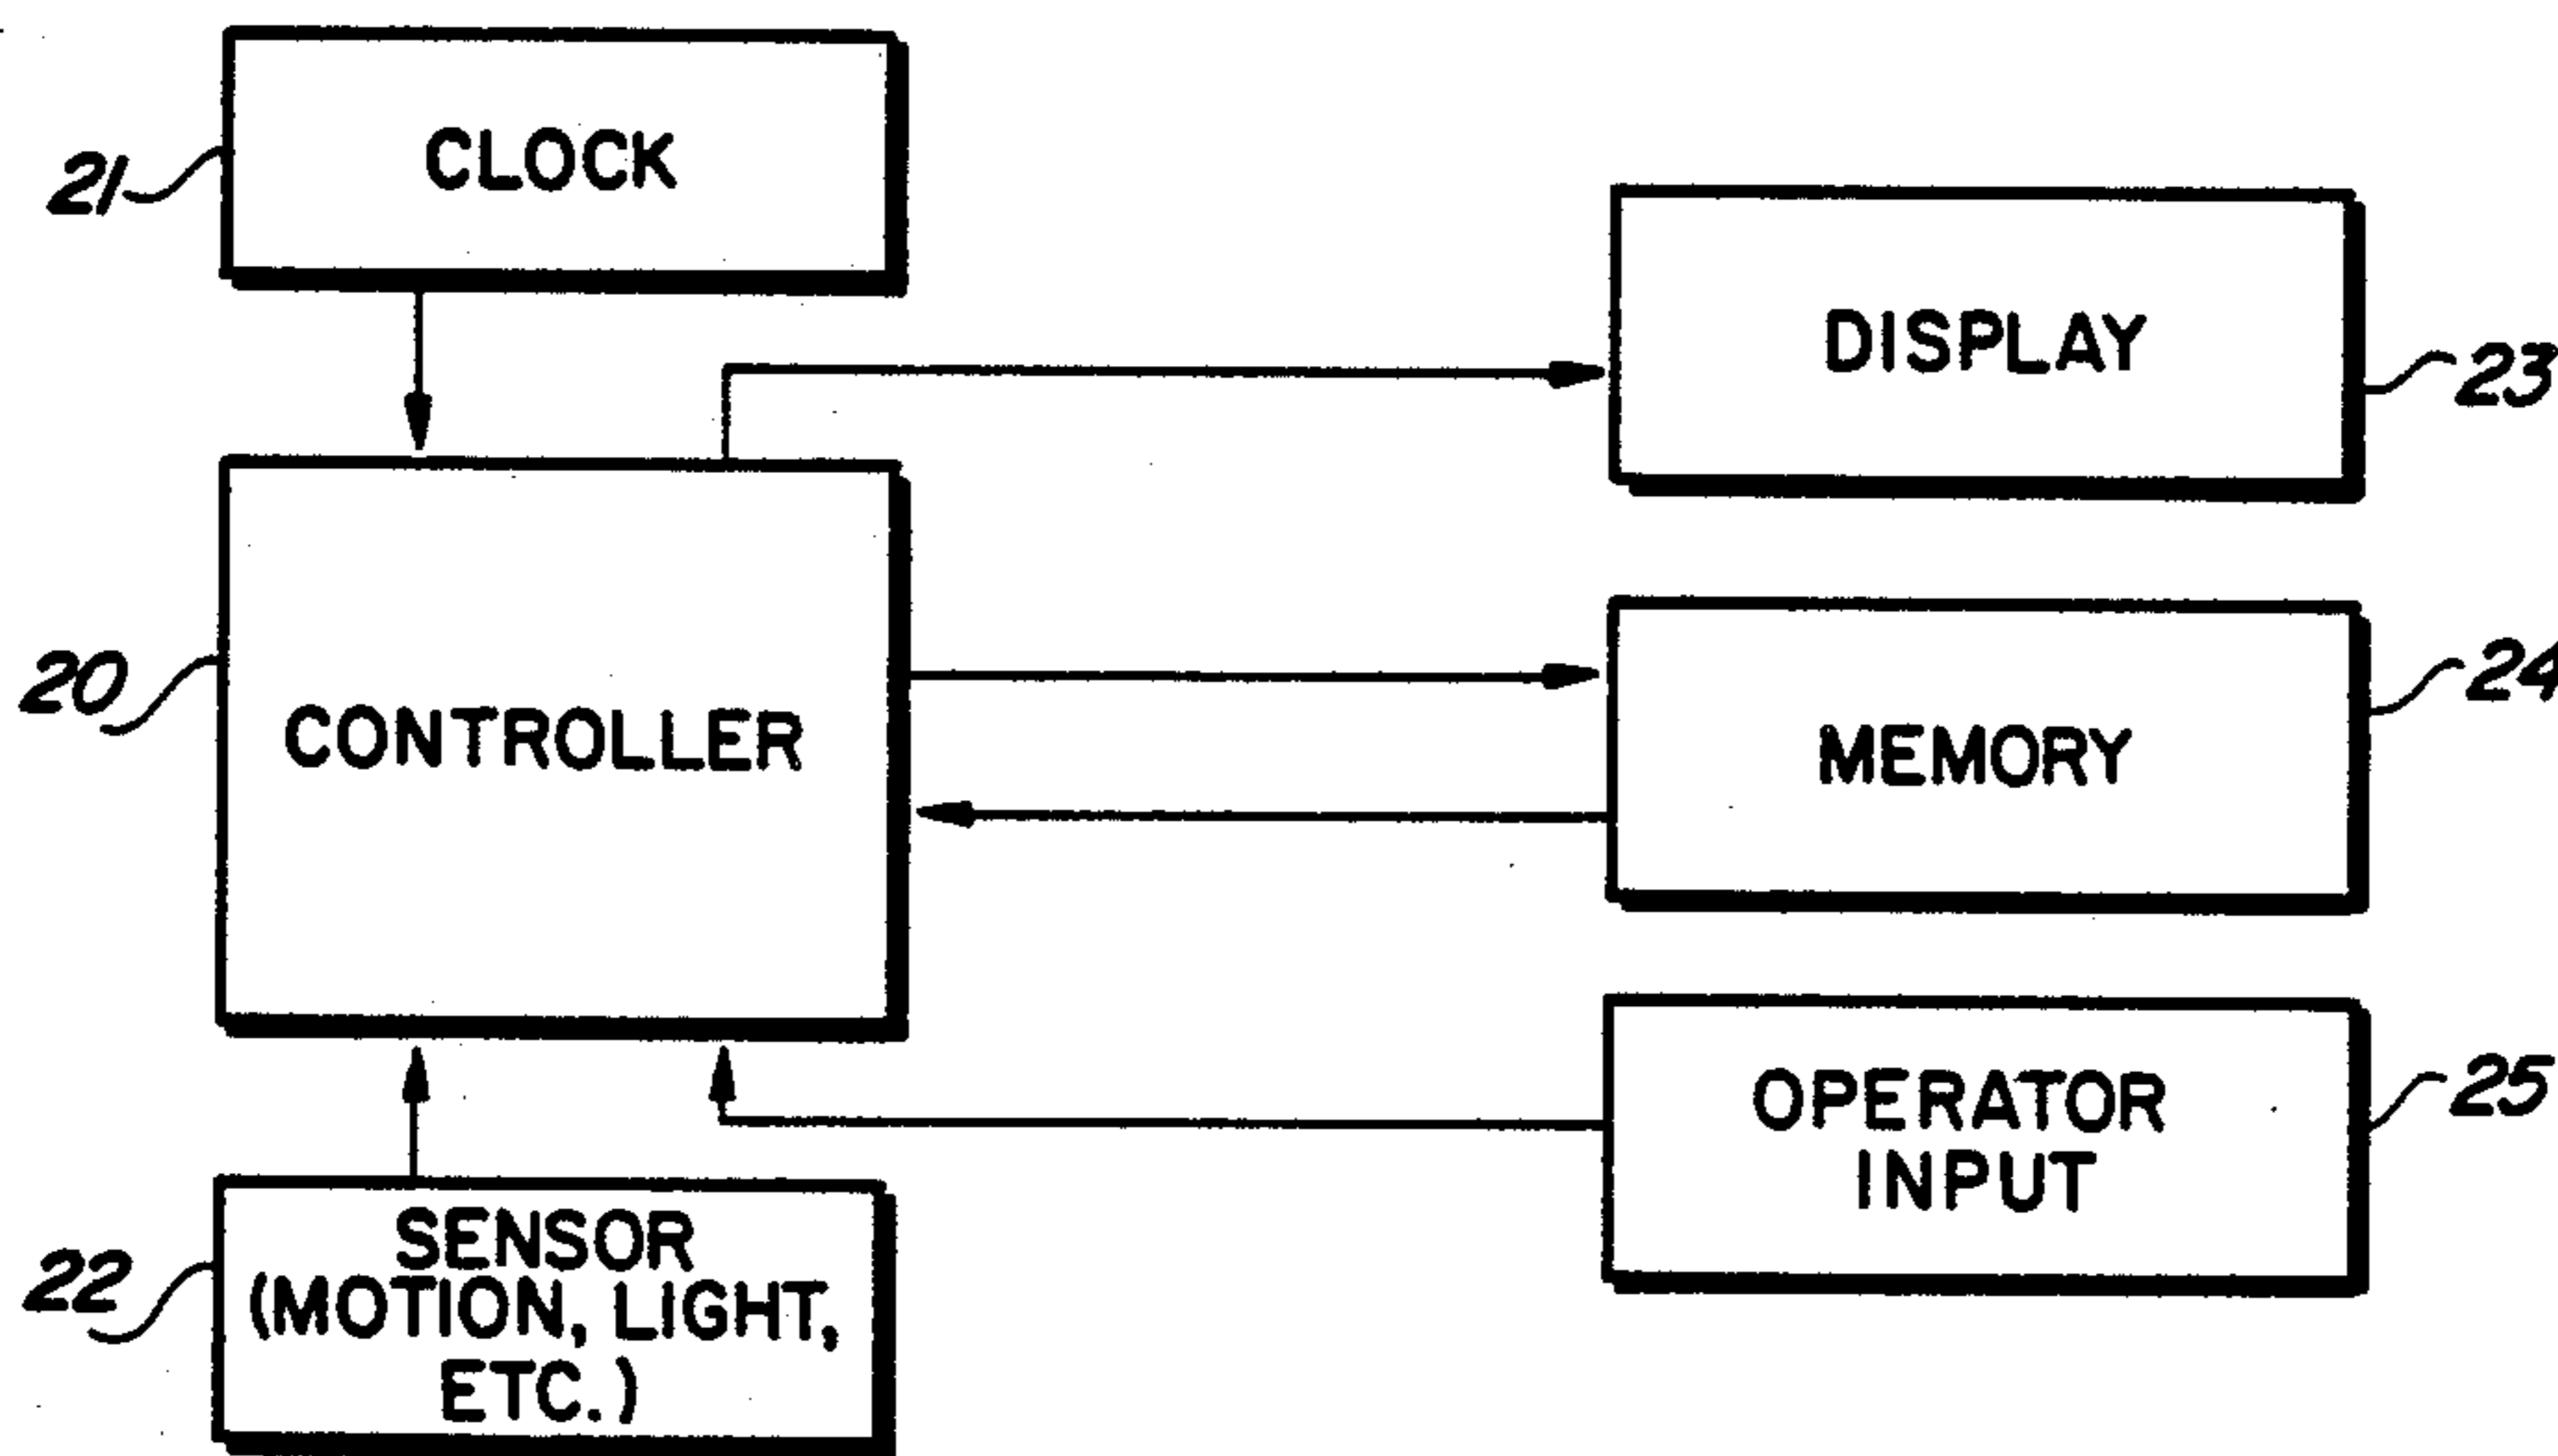 21
CLOCK
DISPLAY
23
20
CONTROLLER
MEMORY
24
OPERATOR
INPUT
25
22
SENSOR
(MOTION, LIGHT,
ETC.)